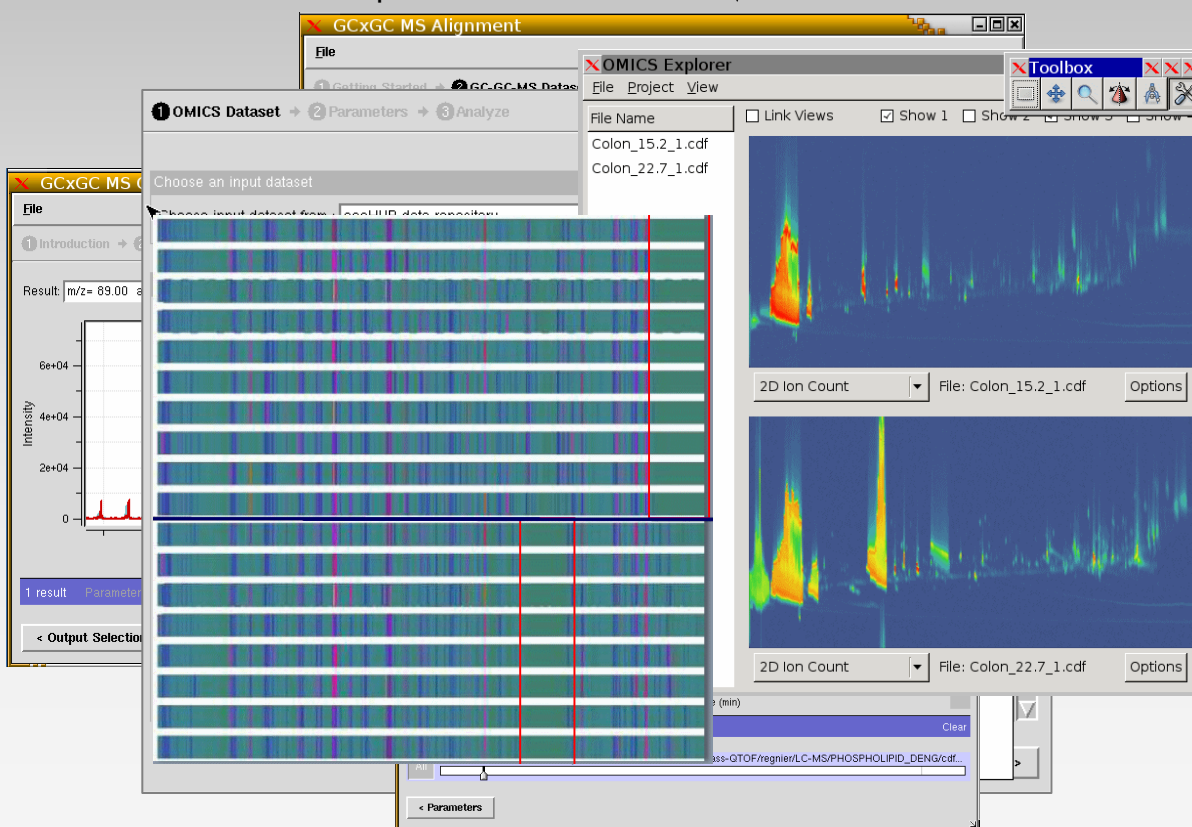 GCxGC MS Alignment
File
Getting Started
2 GC-GC-MS
OMICS Explorer
File Project View
File Name
Colon_15.2_1.cdf
Colon_22.7_1.cdf
Link Views
Show 1
Toolbox
1 OMICS Dataset
2 Parameters
3 Analyze
Choose an input dataset
GCxGC MS
File
1 Introduction
Result: m/z= 89.00
6e+04
4e+04
2e+04
0
Intensity
1 result
< Output
2D Ion Count
File: Colon_15.2_1.cdf
Options
2D Ion Count
File: Colon_22.7_1.cdf
Options
(min)
Clear
ass-QTOF/regnier/LC-MS/PHOSPHOLIPID_DENG/cdf...
All
>
< Parameters